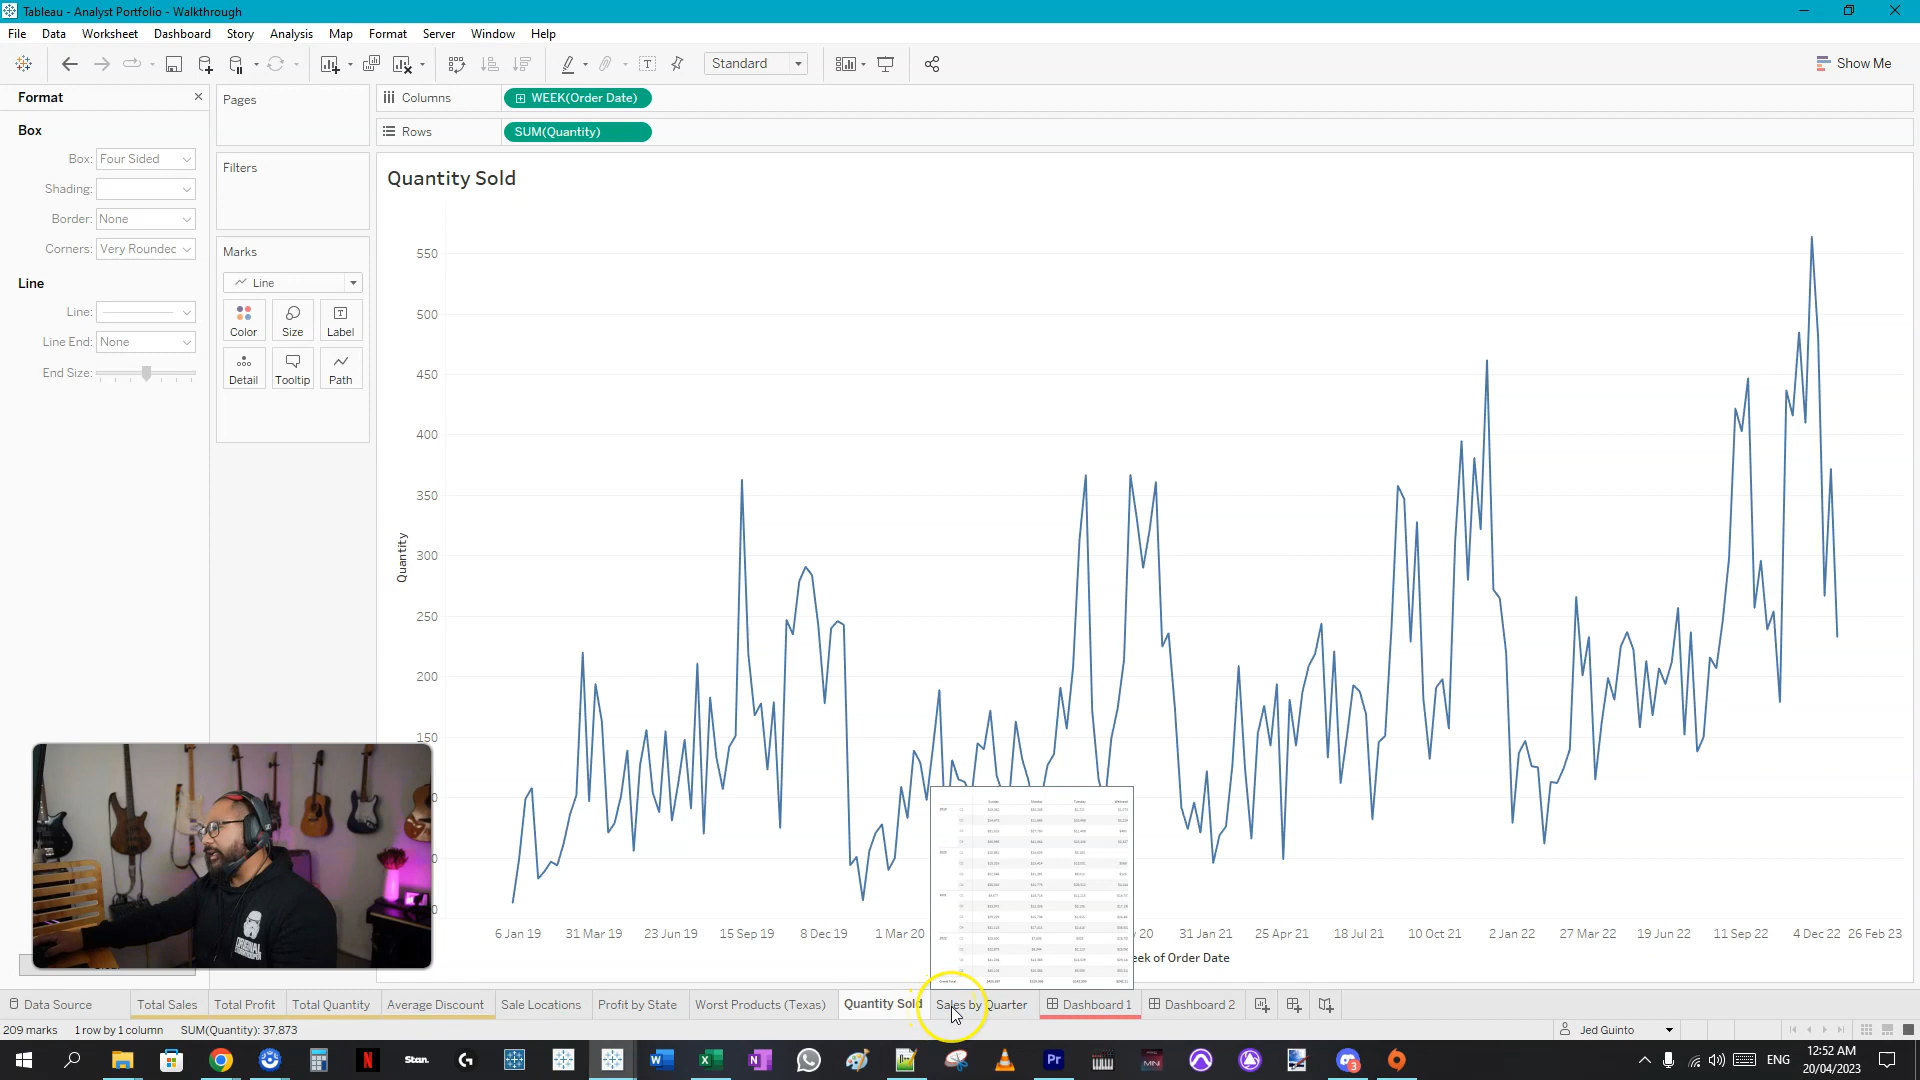 Tableau - Analyst Portfolio - Walkthrough
File Data Worksheet Dashboard Story Analysis Map Format Server Window Help
Standard
Show Me
Format
Pages
Columns
WEEK(Order Date)
Box
Rows
SUM(Quantity)
Box: Four Sided
Filters
Quantity Sold
Shading:
Border: None
Corners: Very Roundec
Marks
Line
Line
Line:
Color Size Label
Line End: None
End Size:
Detail Tooltip Path
550
500
450
400
350
300
250
200
150
Quantity
ORIGINAL
6 Jan 19 31 Mar 19 23 Jun 19 15 Sep 19 8 Dec 19 1 Mar 20 20 31 Jan 21 25 Apr 21 18 Jul 21 10 Oct 21 2 Jan 22 27 Mar 22 19 Jun 22 11 Sep 22 4 Dec 22 26 Feb 23
eek of Order Date
Data Source Total Sales Total Profit Total Quantity Average Discount Sale Locations Profit by State Worst Products (Texas) Quantity Sold Sales by Quarter Dashboard 1 Dashboard 2
209 marks 1 row by 1 column SUM(Quantity): 37,873
Jed Guinto
Stan.
3
ENG
12:52 AM
20/04/2023